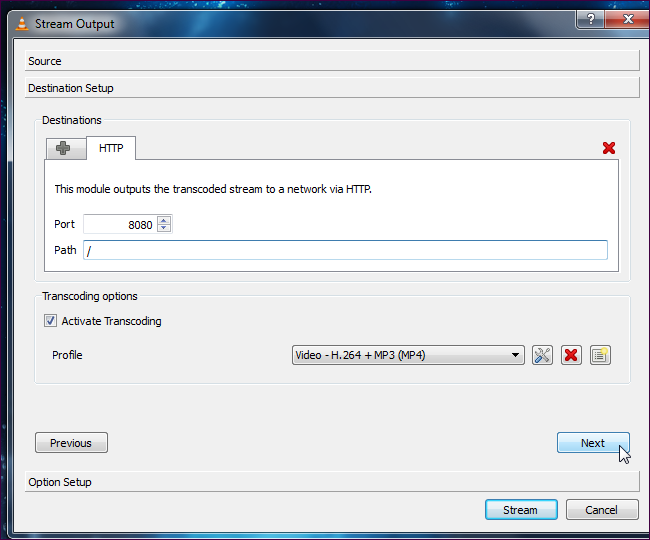 Stream Output
Source
Destination Setup
Destinations
HTTP
This module outputs the transcoded stream to a network via HTTP.
Port 8080
Path /
Transcoding options
Activate Transcoding
Profile Video - H.264 + MP3 (MP4)
Previous Next
Option Setup
Stream Cancel